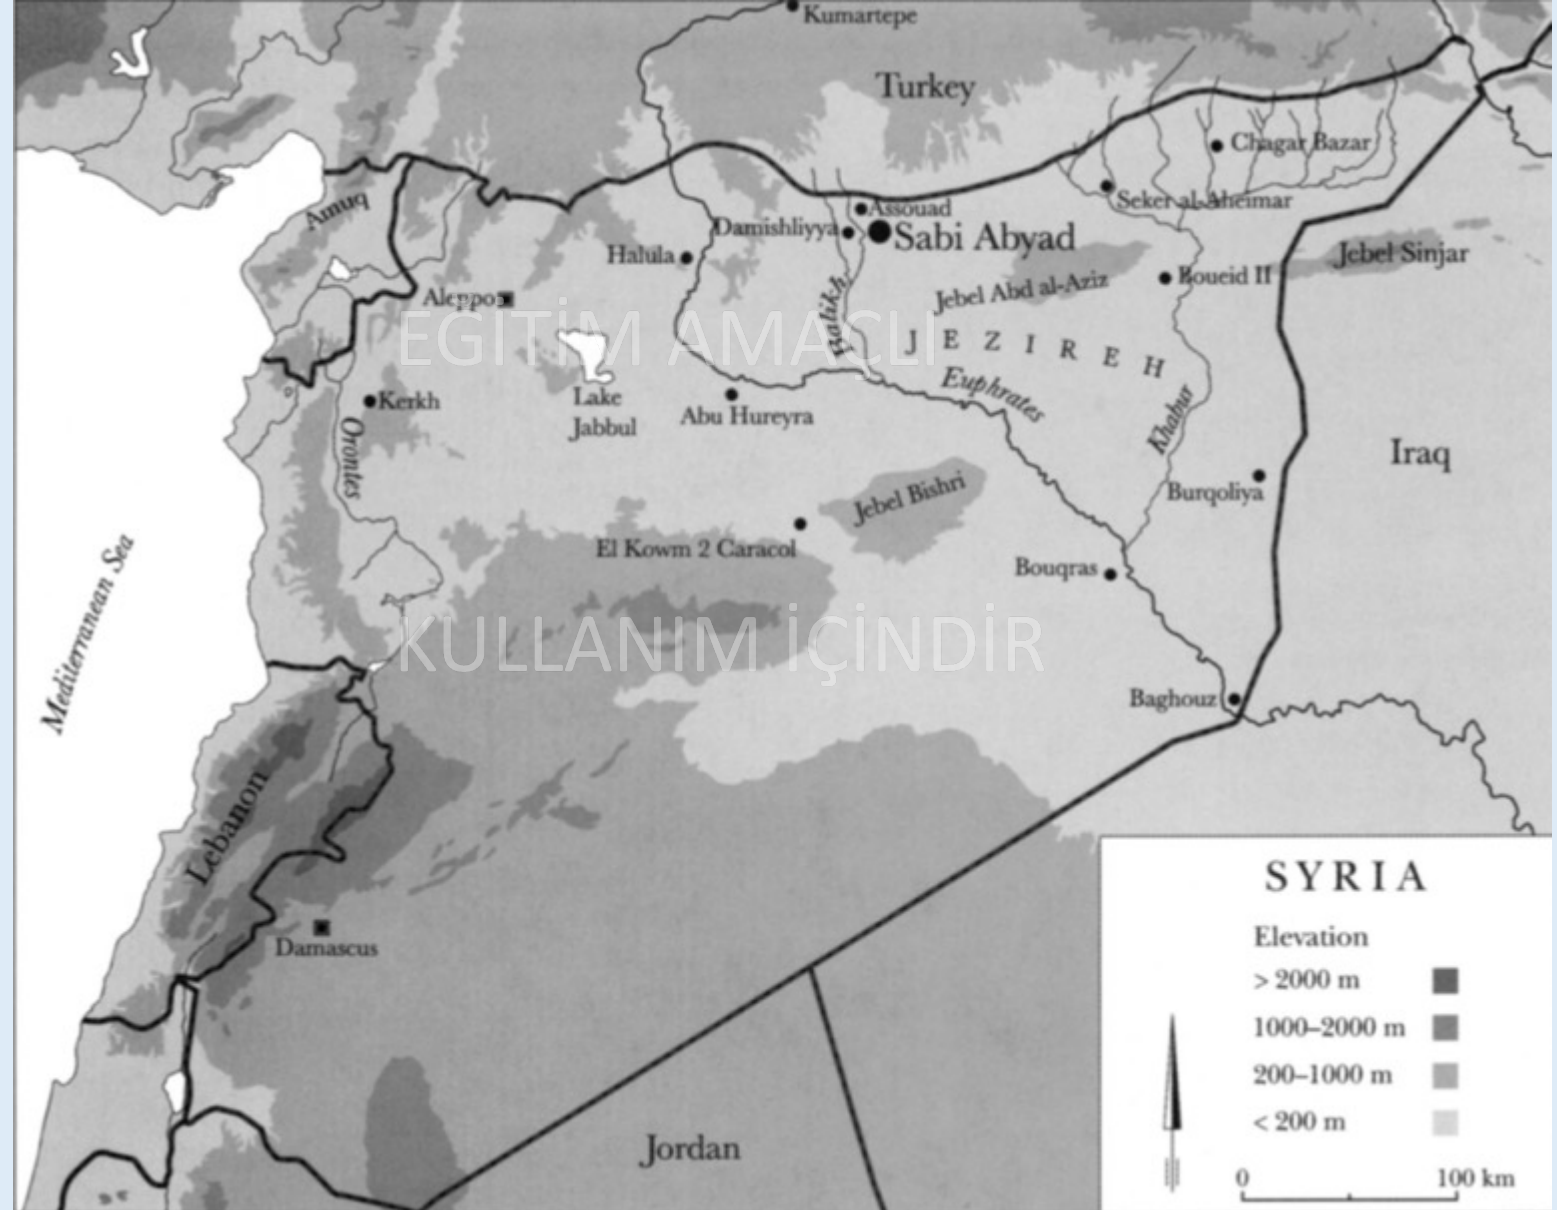 Kumartepe
Turkey
Chagar Bazar
Seker al-Aheimar
Amuq
Assouad
Damishliyya
Sabi Abyad
Halula
Jebel Sinjar
Boueid II
Jebel Abd al-Aziz
Aleppo
Balikh
EĞİTİM AMAÇLI
JEZIREH
Euphrates
Lake
Jabbul
Kerkh
Abu Hureyra
Orontes
Khabur
Iraq
Burqoliya
Jebel Bishri
El Kowm 2 Caracol
Bouqras
Mediterranean Sea
KULLANIM İÇİNDİR
Baghouz
Lebanon
Damascus
Jordan
SYRIA
Elevation
> 2000 m
1000–2000 m
200–1000 m
< 200 m
0 100 km